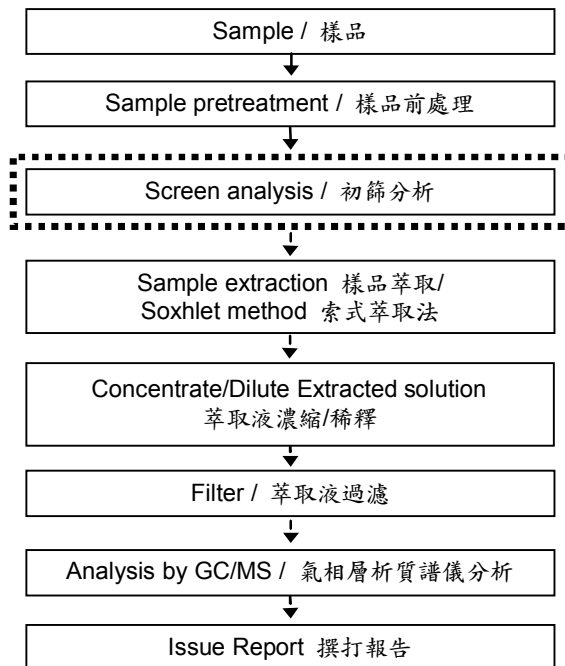 Sample / 樣品
Sample pretreatment / 樣品前處理
Screen analysis / 初篩分析
Sample extraction 樣品萃取/
Soxhlet method 索式萃取法
Concentrate/Dilute Extracted solution
萃取液濃縮/稀釋
Filter / 萃取液過濾
Analysis by GC/MS / 氣相層析質譜儀分析
Issue Report 撰打報告